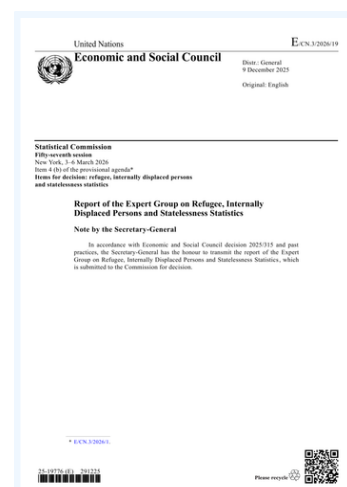 United Nations
E/CN.3/2026/19
Economic and Social Council
Distr.: General
9 December 2025
Original: English
Statistical Commission
Fifty-seventh session
New York, 3–6 March 2026
Item 4 (b) of the provisional agenda*
Items for decision: refugee, internally displaced persons
and statelessness statistics
Report of the Expert Group on Refugee, Internally
Displaced Persons and Statelessness Statistics
Note by the Secretary-General
In accordance with Economic and Social Council decision 2025/315 and past
practices, the Secretary-General has the honour to transmit the report of the Expert
Group on Refugee, Internally Displaced Persons and Statelessness Statistics, which
is submitted to the Commission for decision.
* E/CN.3/2026/1.
25-19776 (E) 291225
Please recycle